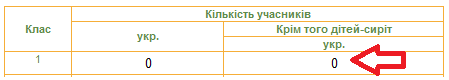 Кількість учасників
Клас
укр.
Крім того дітей-сиріт
укр.
1 0 0